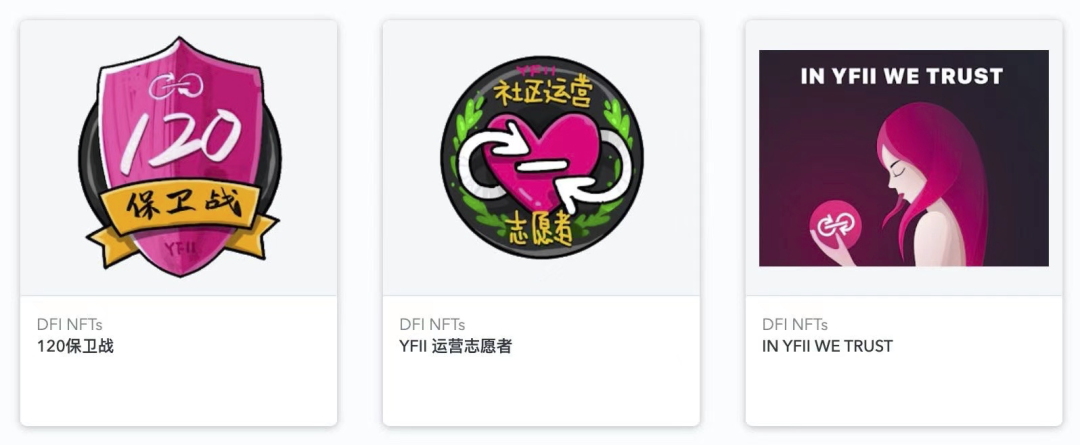 120
保卫战
YFII
DFI NFTs
120保卫战
YFII
社区运营
志愿者
DFI NFTs
YFII 运营志愿者
IN YFII WE TRUST
DFI NFTs
IN YFII WE TRUST